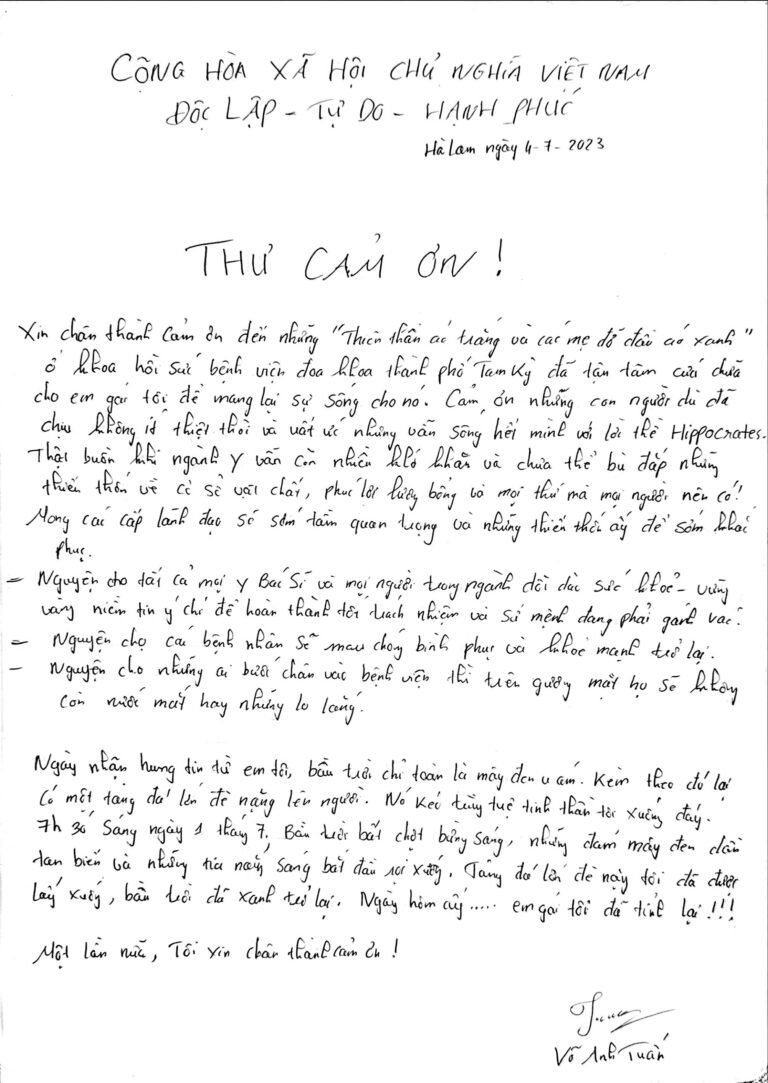 CỘNG HÒA XÃ HỘI CHỦ NGHĨA VIỆT NAM
ĐỘC LẬP - TỰ DO - HẠNH PHÚC
Hà Lam ngày 4-7-2023
THƯ CẢM ƠN !
Xin chân thành cảm ơn đến những "Thiên thần áo trắng và các mẹ đỡ đầu áo xanh"
ở khoa hồi sức bệnh viện đa khoa thành phố Tam Kỳ đã tận tâm cứu chữa
cho em gái tôi để mang lại sự sống cho nó. Cảm ơn những con người dù đã
chịu không ít thiệt thòi và uất ức nhưng vẫn sống hết mình với lời thề Hippocrates.
Thật buồn khi ngành y vẫn còn nhiều khó khăn và chưa thể bù đắp những
thiếu thốn về cơ sở vật chất, phúc lợi lương bổng và mọi thứ mà mọi người nên có!
Mong các cấp lãnh đạo sẽ sớm tầm quan trọng và những thiếu thốn ấy để sớm khắc
phục.
- Nguyện cho tất cả mọi y Bác Sĩ và mọi người trong ngành dồi dào sức khoẻ - vững
vàng niềm tin ý chí để hoàn thành tốt trách nhiệm và sứ mệnh đang phải gánh vác.
- Nguyện cho các bệnh nhân sẽ mau chóng bình phục và khoẻ mạnh trở lại.
- Nguyện cho những ai bước chân vào bệnh viện thì trên gương mặt họ sẽ không
còn nước mắt hay những lo lắng.
Ngày nhận hung tin từ em tôi, bầu trời chỉ toàn là mây đen u ám. Kèm theo đó lại
có một tảng đá lớn đè nặng lên người. Nó kéo tuột tinh thần tôi xuống đáy.
7h 30 Sáng ngày 1 tháng 7. Bầu trời bất chợt bừng sáng, những đám mây đen dần
tan biến và những tia nắng sáng bắt đầu rọi xuống. Tảng đá lớn đè này tôi đã được
lấy xuống, bầu trời đã xanh trở lại. Ngày hôm ấy..... em gái tôi đã tỉnh lại !!!
Một lần nữa, Tôi xin chân thành cảm ơn !
Võ Anh Tuấn